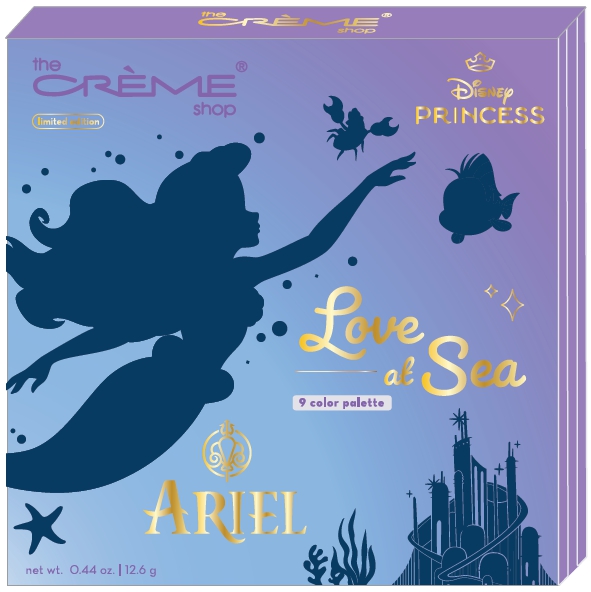 the
CRÈME®
shop
the
CRÈME®
shop
limited edition
Disney
PRINCESS
Love
at Sea
9 color palette
ARIEL
net wt. 0.44 oz. | 12.6 g